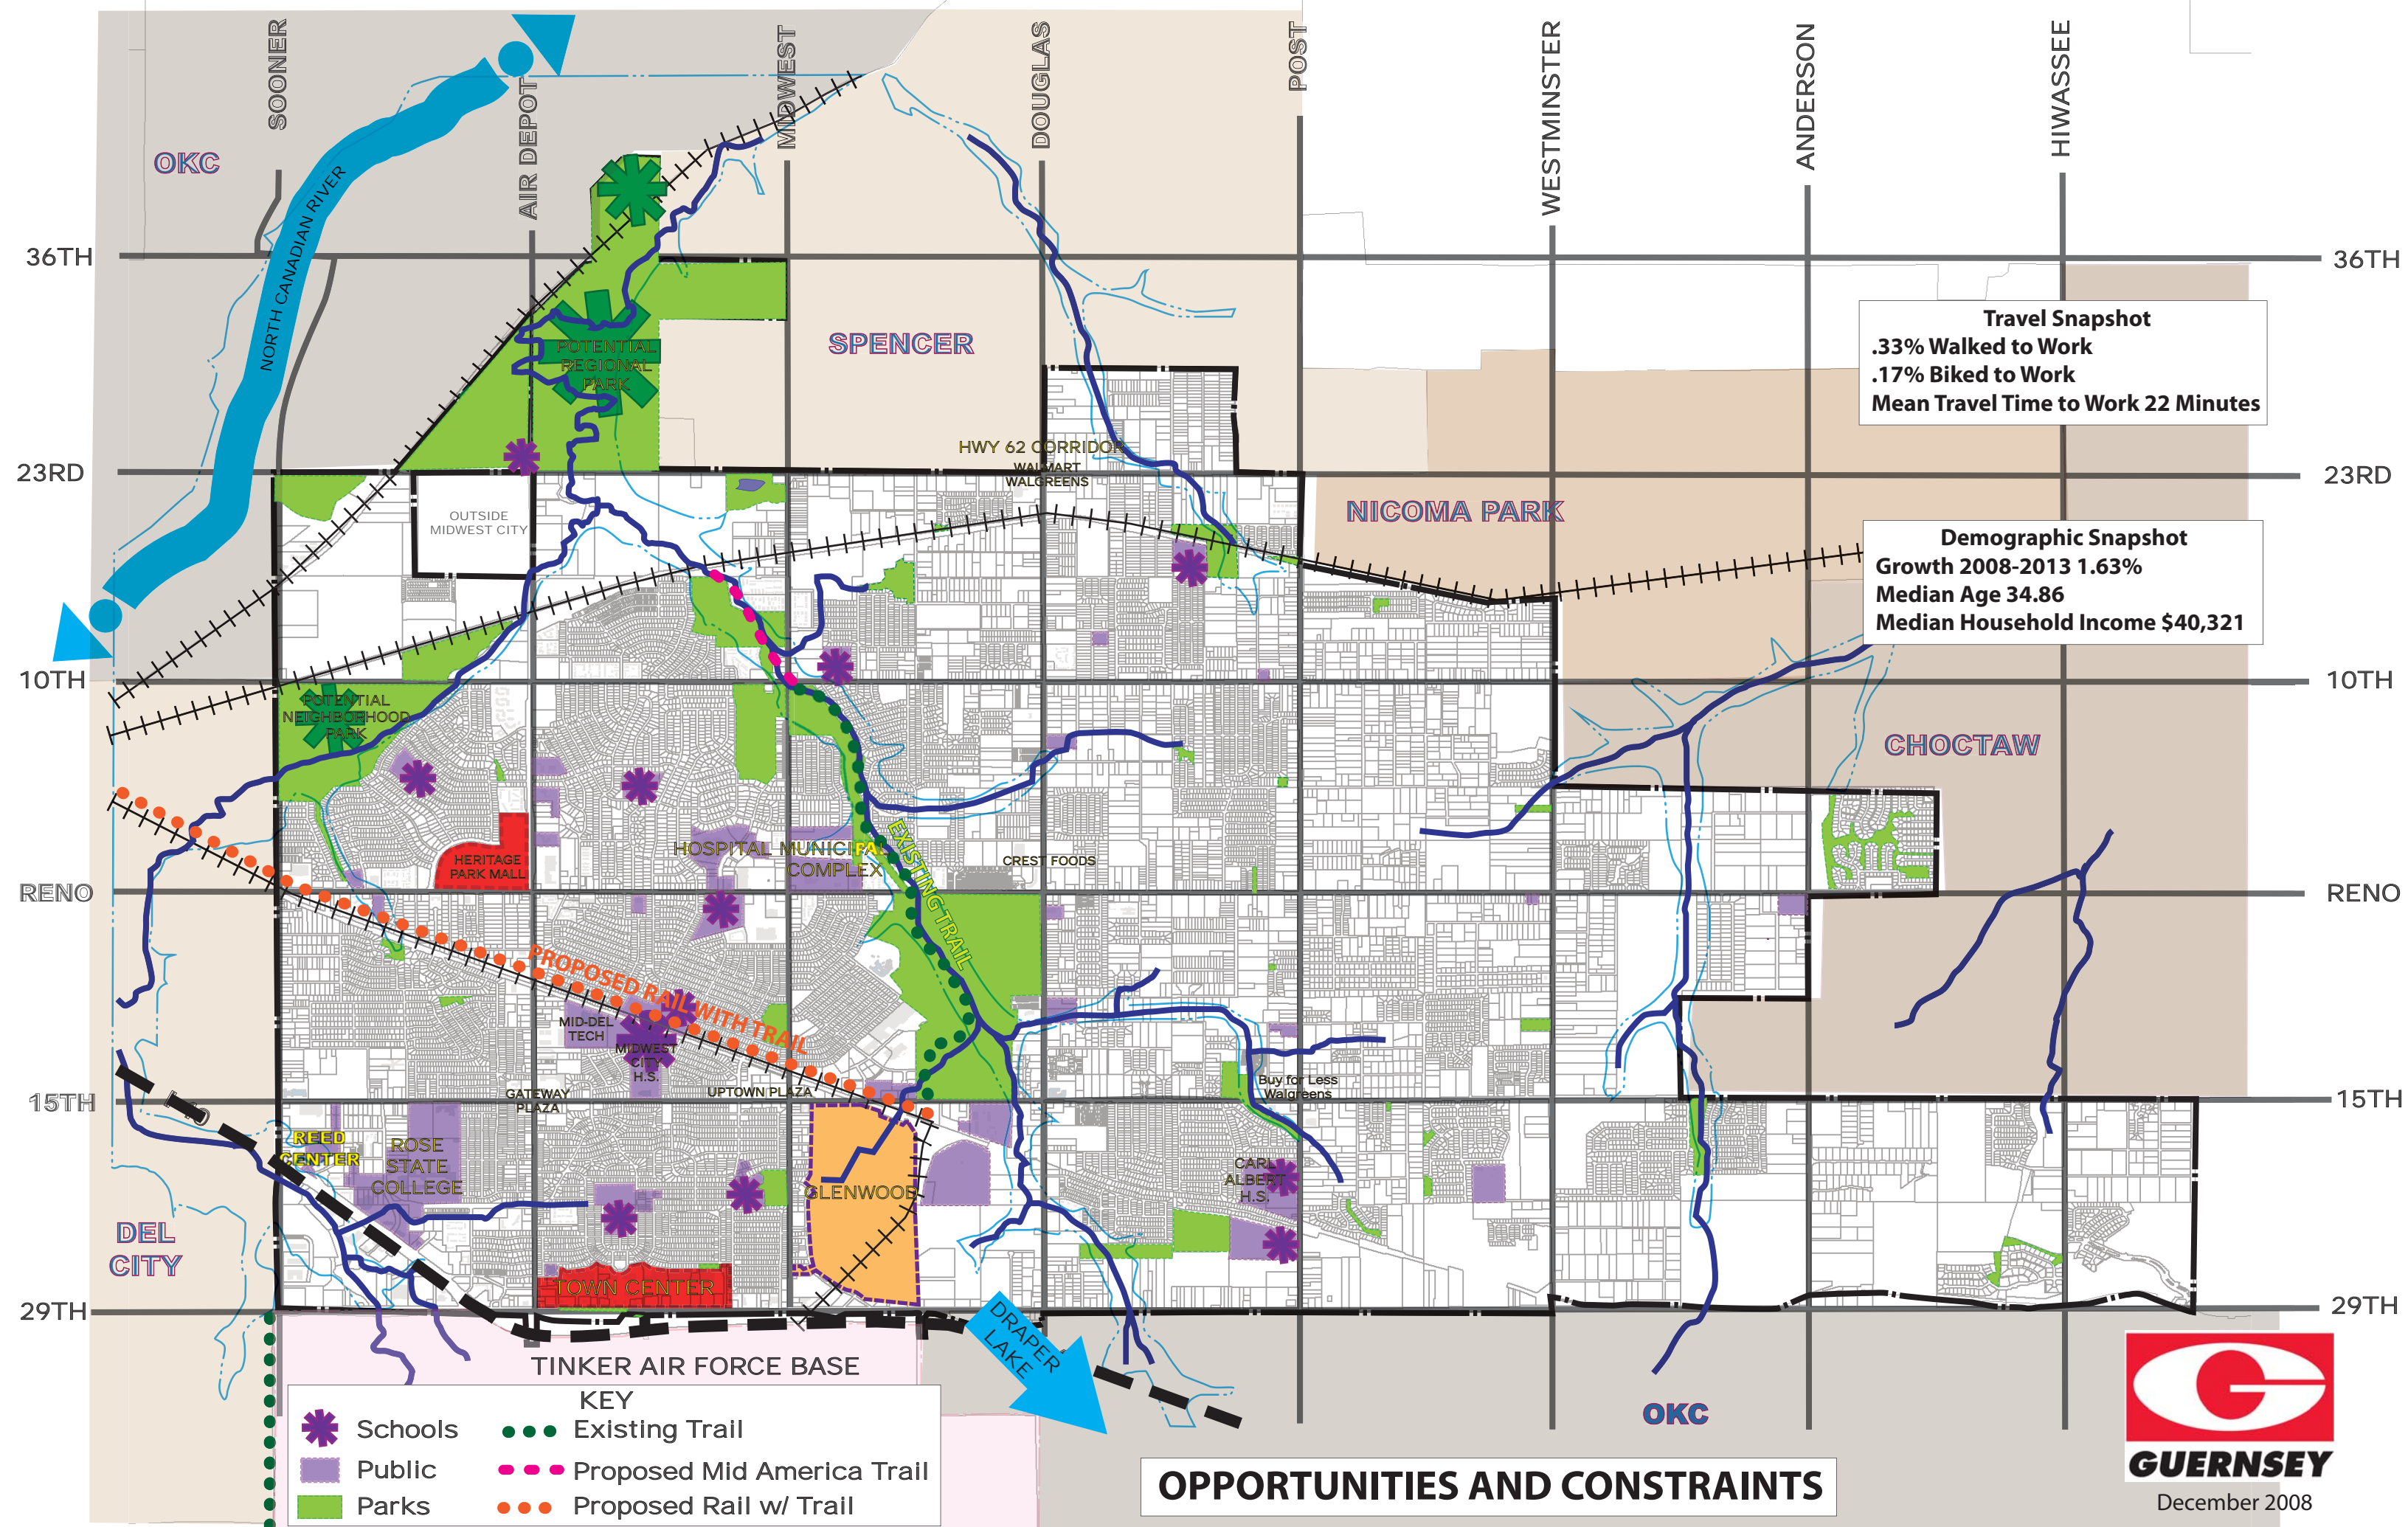 SOONER
AIR DEPOT
MIDWEST
DOUGLAS
POST
WESTMINSTER
ANDERSON
HIWASSEE
OKC
NORTH CANADIAN RIVER
36TH
36TH
Travel Snapshot
.33% Walked to Work
.17% Biked to Work
Mean Travel Time to Work 22 Minutes
SPENCER
POTENTIAL
REGIONAL
PARK
HWY 62 CORRIDOR
WALMART
WALGREENS
23RD
23RD
OUTSIDE
MIDWEST CITY
NICOMA PARK
Demographic Snapshot
Growth 2008-2013 1.63%
Median Age 34.86
Median Household Income $40,321
10TH
10TH
POTENTIAL
NEIGHBORHOOD
PARK
CHOCTAW
HERITAGE
PARK MALL
HOSPITAL MUNICIPAL
COMPLEX
EXISTING TRAIL
CREST FOODS
RENO
RENO
PROPOSED RAIL WITH TRAIL
MID-DEL
TECH
MIDWEST
CITY
H.S.
GATEWAY
PLAZA
UPTOWN PLAZA
Buy for Less
Walgreens
15TH
15TH
REED
CENTER
ROSE
STATE
COLLEGE
GLENWOOD
CARL
ALBERT
H.S.
DEL
CITY
TOWN CENTER
29TH
29TH
DRAPER
LAKE
TINKER AIR FORCE BASE
KEY
Schools
Existing Trail
Public
Proposed Mid America Trail
Parks
Proposed Rail w/ Trail
OKC
OPPORTUNITIES AND CONSTRAINTS
GUERNSEY
December 2008